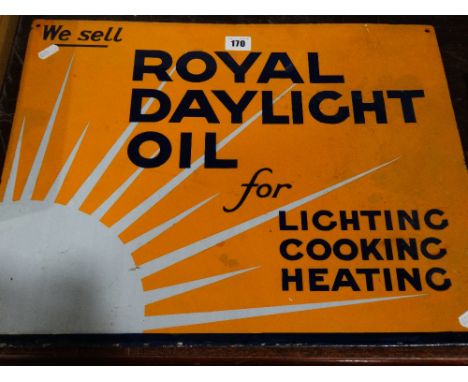 We sell
170
ROYAL
DAYLIGHT
OIL
for
LIGHTING
COOKING
HEATING